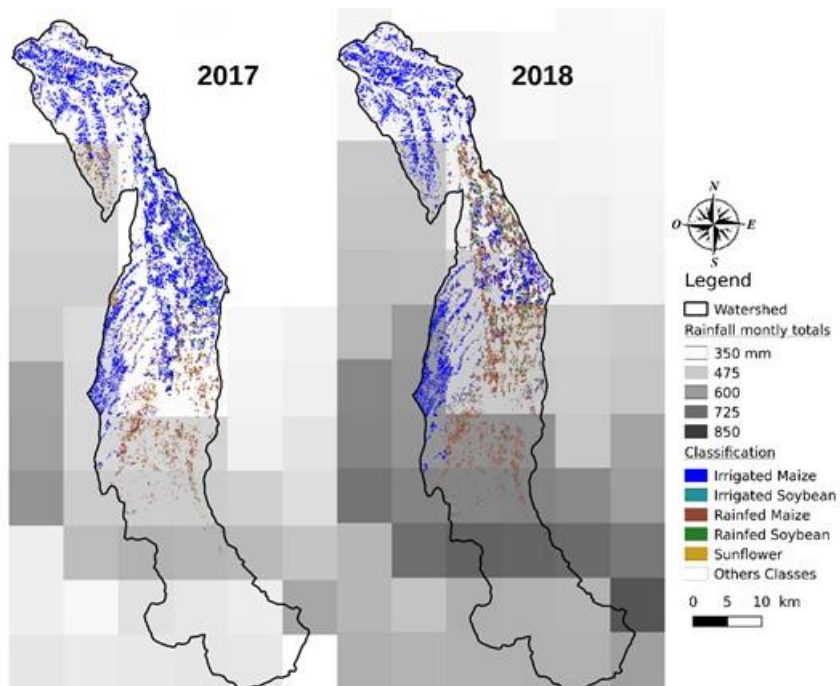 2017
2018
N
O
E
S
Legend
Watershed
Rainfall montly totals
350 mm
475
600
725
850
Classification
Irrigated Maize
Irrigated Soybean
Rainfed Maize
Rainfed Soybean
Sunflower
Others Classes
0 5 10 km